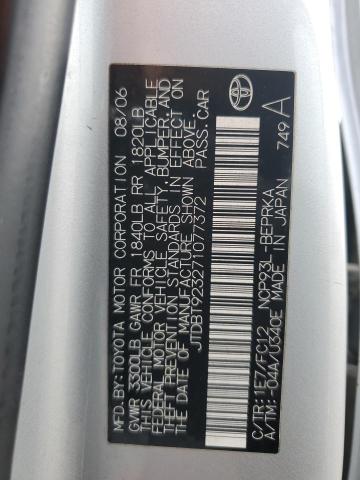 MFD. BY: TOYOTA MOTOR CORPORATION 08/06
GVWR 3300LB GAWR FR 1840LB RR 1820LB
THIS VEHICLE CONFORMS TO ALL APPLICABLE
FEDERAL MOTOR VEHICLE SAFETY, BUMPER, AND
THEFT PREVENTION STANDARDS IN EFFECT ON
THE DATE OF MANUFACTURE SHOWN ABOVE.
JTDBT923271077372 PASS.CAR
C/TR: 1E7/FC12 NCP93L-BEPRKA
A/TM: -04A/U340E MADE IN JAPAN
TOYOTA
749 A